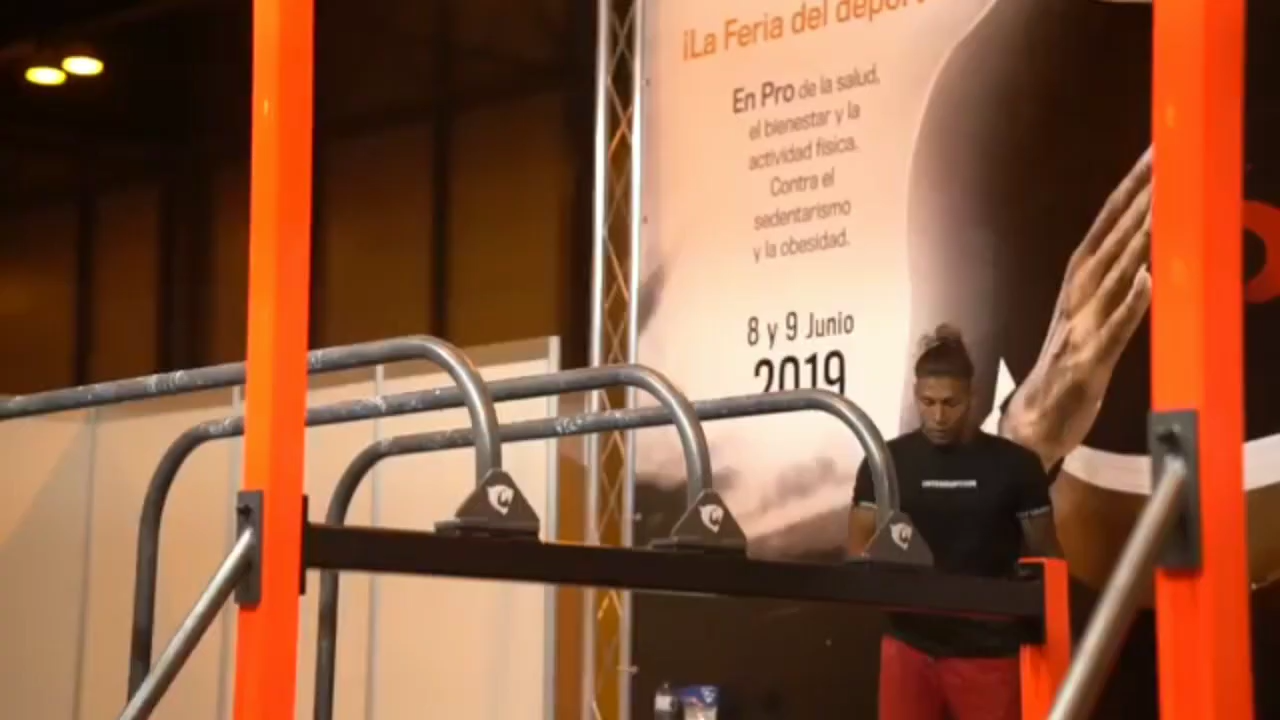 ¡La Feria del deport
En Pro de la salud,
el bienestar y la
actividad física.
Contra el
sedentarismo
y la obesidad.
8 y 9 Junio
2019